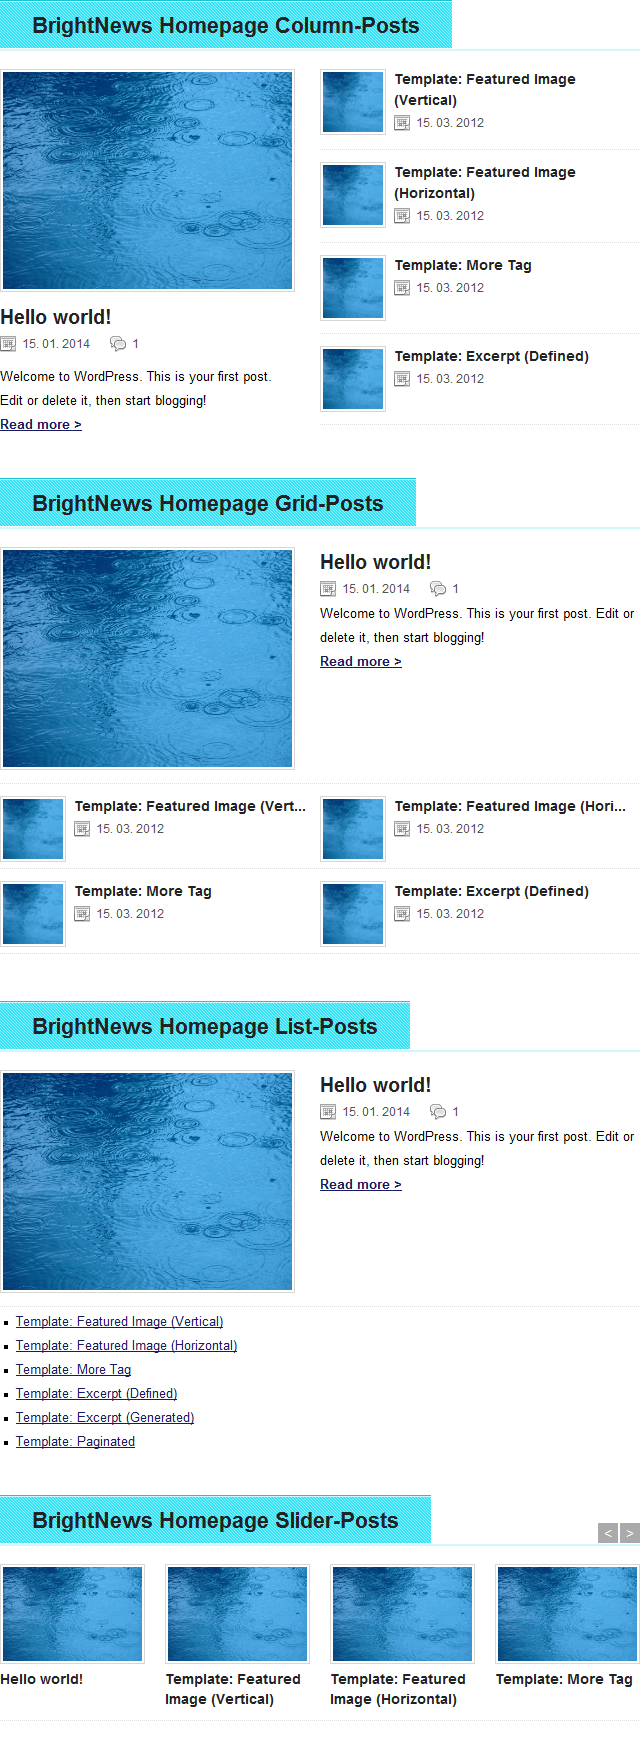 BrightNews Homepage Column-Posts
Hello world!
15. 01. 2014 1
Welcome to WordPress. This is your first post.
Edit or delete it, then start blogging!
Read more >
Template: Featured Image
(Vertical)
15. 03. 2012
Template: Featured Image
(Horizontal)
15. 03. 2012
Template: More Tag
15. 03. 2012
Template: Excerpt (Defined)
15. 03. 2012
BrightNews Homepage Grid-Posts
Hello world!
15. 01. 2014 1
Welcome to WordPress. This is your first post. Edit or
delete it, then start blogging!
Read more >
Template: Featured Image (Vert...
15. 03. 2012
Template: Featured Image (Hori...
15. 03. 2012
Template: More Tag
15. 03. 2012
Template: Excerpt (Defined)
15. 03. 2012
BrightNews Homepage List-Posts
Hello world!
15. 01. 2014 1
Welcome to WordPress. This is your first post. Edit or
delete it, then start blogging!
Read more >
Template: Featured Image (Vertical)
Template: Featured Image (Horizontal)
Template: More Tag
Template: Excerpt (Defined)
Template: Excerpt (Generated)
Template: Paginated
BrightNews Homepage Slider-Posts
< >
Hello world!
Template: Featured
Image (Vertical)
Template: Featured
Image (Horizontal)
Template: More Tag